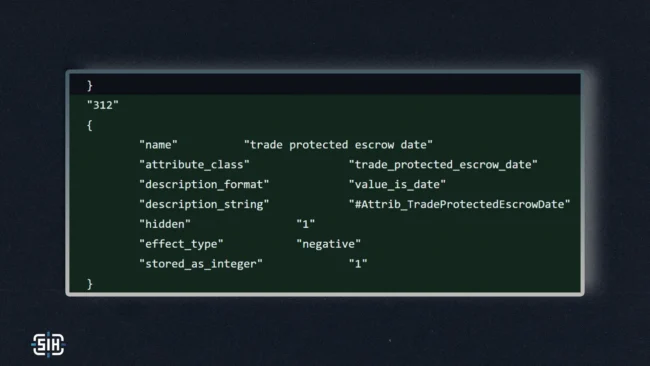 }
"312"
{
"name" "trade protected escrow date"
"attribute_class" "trade_protected_escrow_date"
"description_format" "value_is_date"
"description_string" "#Attrib_TradeProtectedEscrowDate"
"hidden" "1"
"effect_type" "negative"
"stored_as_integer" "1"
}
SIH